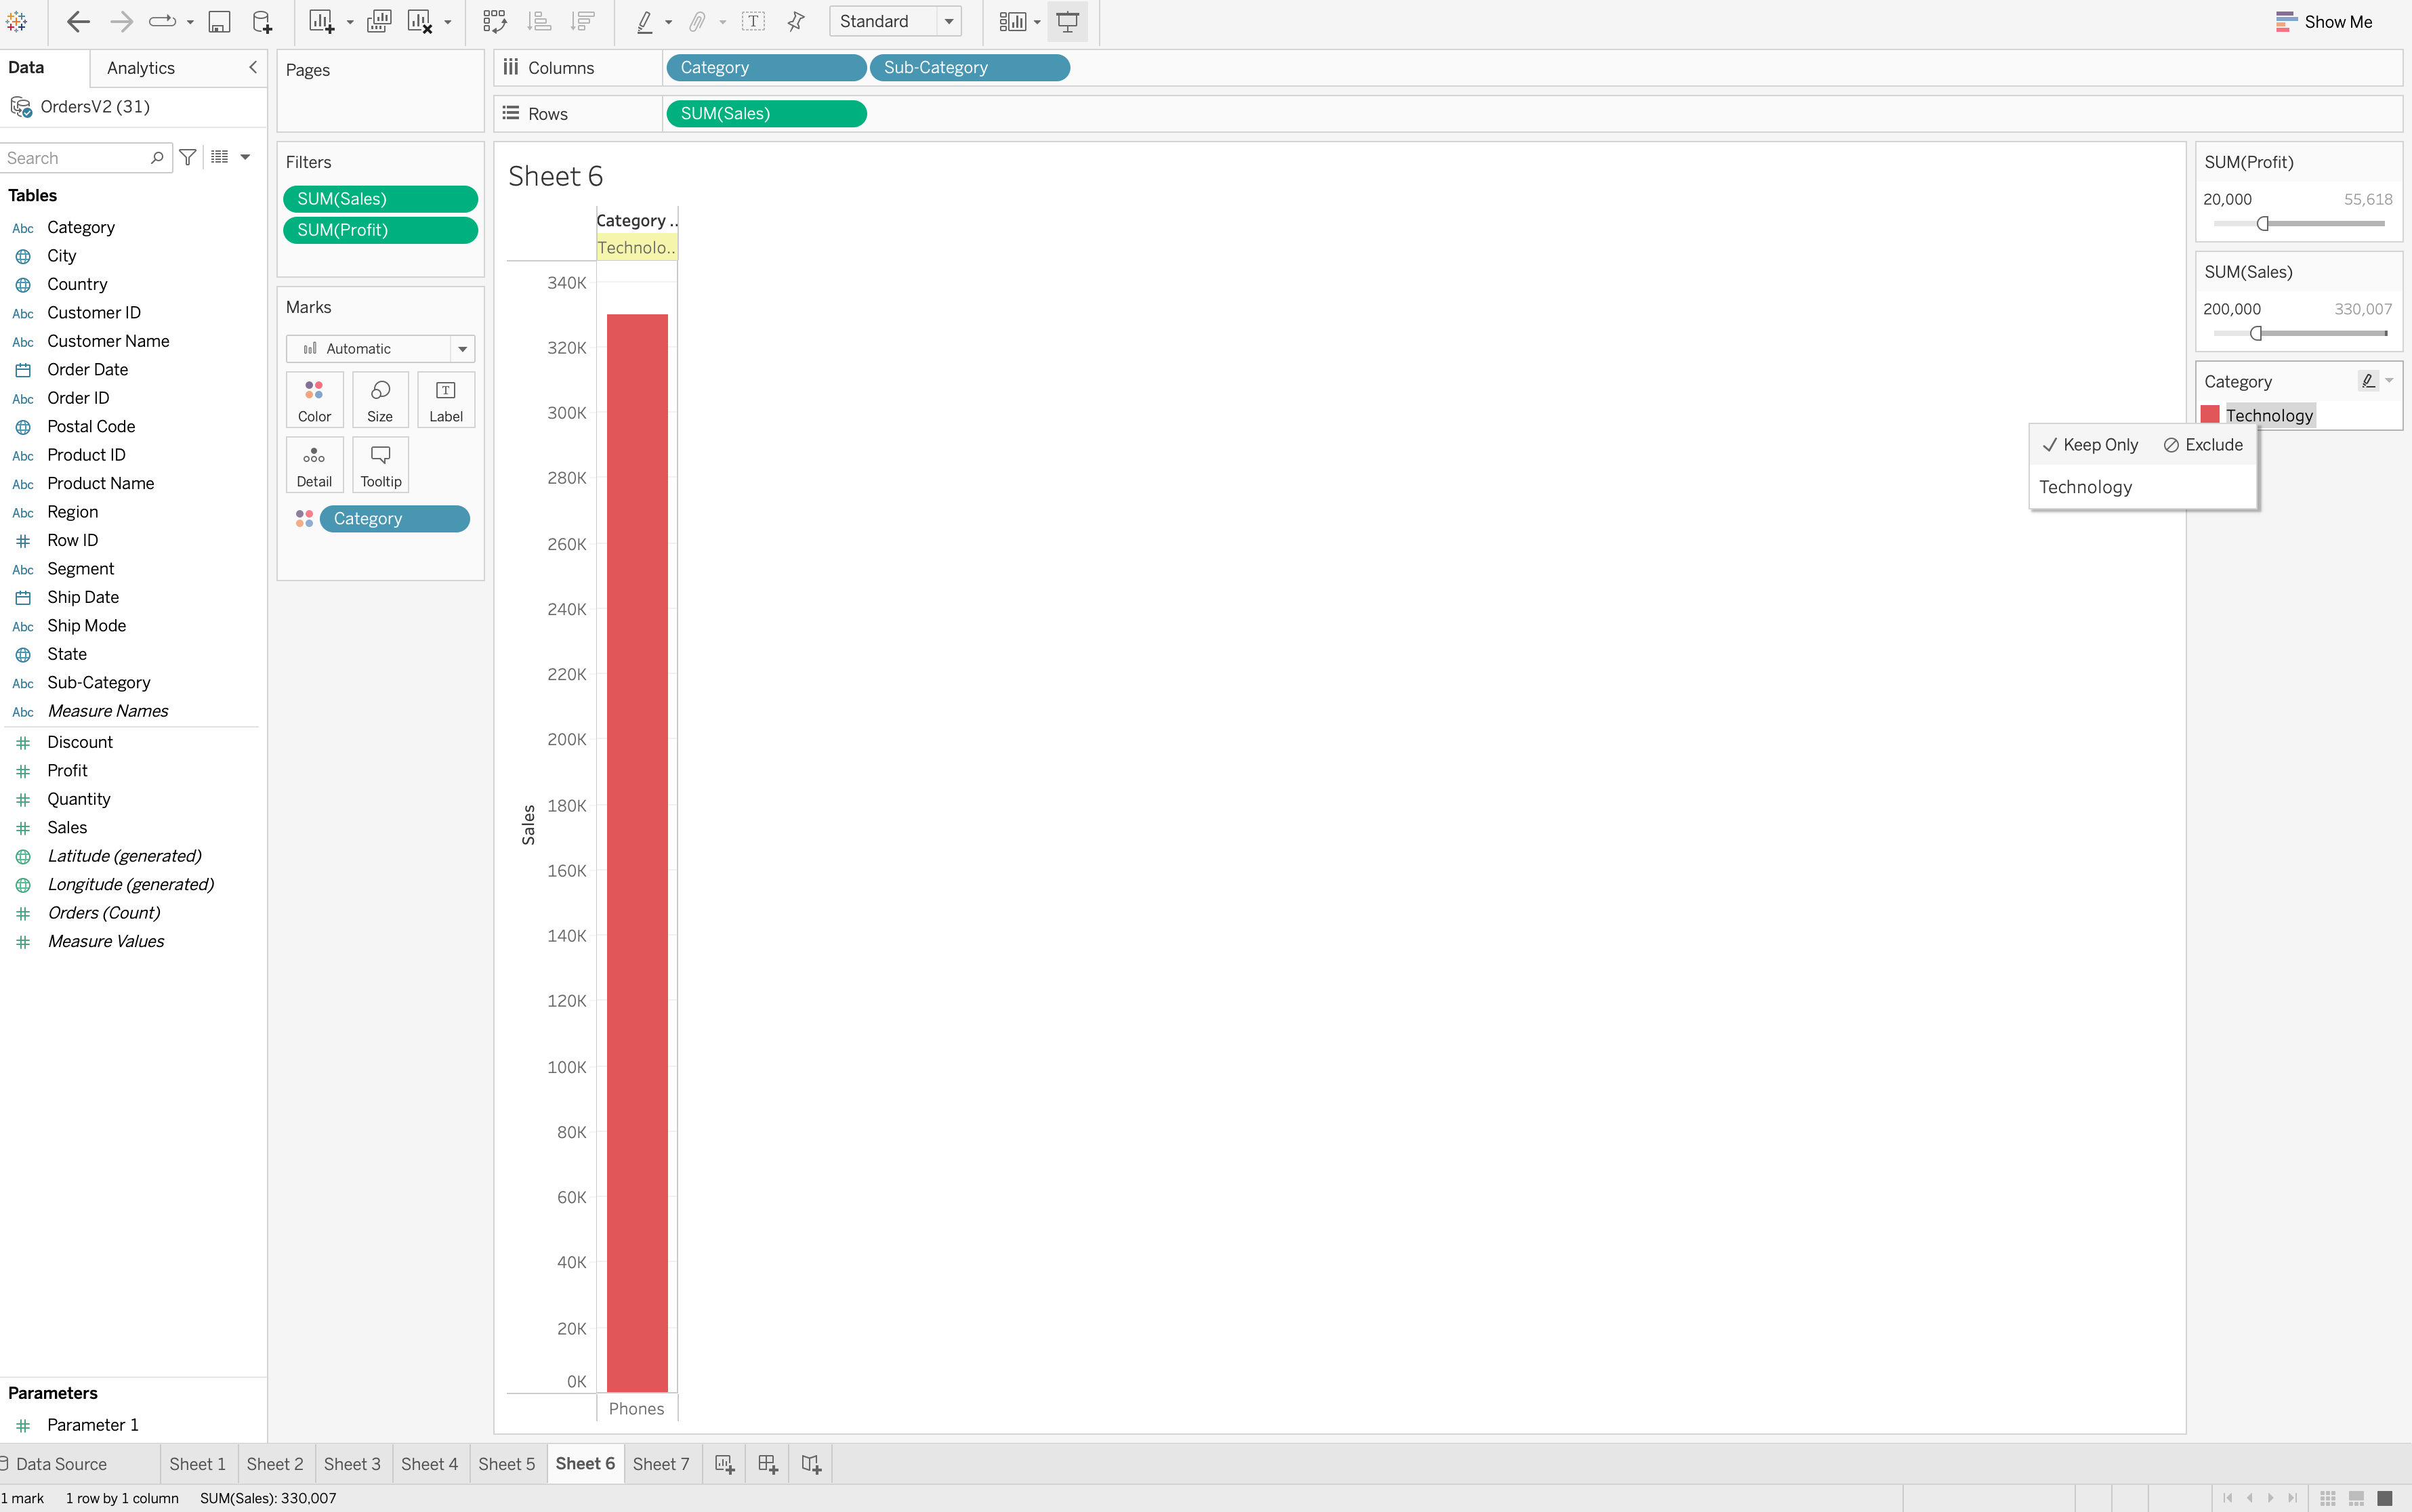 Standard
Show Me
Data
Analytics
OrdersV2 (31)
Search
Tables
Abc Category
City
Country
Abc Customer ID
Abc Customer Name
Order Date
Abc Order ID
Postal Code
Abc Product ID
Abc Product Name
Abc Region
Row ID
Abc Segment
Ship Date
Abc Ship Mode
State
Abc Sub-Category
Abc Measure Names
Discount
Profit
Quantity
Sales
Latitude (generated)
Longitude (generated)
Orders (Count)
Measure Values
Parameters
Parameter 1
Pages
Filters
SUM(Sales)
SUM(Profit)
Marks
Automatic
Color
Size
Label
Detail
Tooltip
Category
Columns
Category
Sub-Category
Rows
SUM(Sales)
Sheet 6
Category ..
Technolo..
340K
320K
300K
280K
260K
240K
220K
200K
180K
160K
140K
120K
100K
80K
60K
40K
20K
0K
Sales
Phones
SUM(Profit)
20,000 55,618
SUM(Sales)
200,000 330,007
Category
Technology
Keep Only Exclude
Technology
Data Source
Sheet 1
Sheet 2
Sheet 3
Sheet 4
Sheet 5
Sheet 6
Sheet 7
1 mark 1 row by 1 column SUM(Sales): 330,007